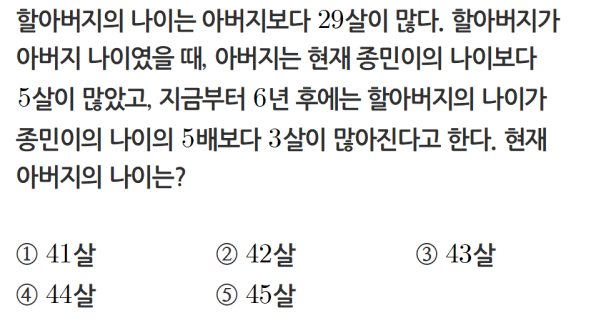 할아버지의 나이는 아버지보다 29살이 많다. 할아버지가
아버지 나이였을 때, 아버지는 현재 종민이의 나이보다
5살이 많았고, 지금부터 6년 후에는 할아버지의 나이가
종민이의 나이의 5배보다 3살이 많아진다고 한다. 현재
아버지의 나이는?
① 41살 ② 42살 ③ 43살
④ 44살 ⑤ 45살